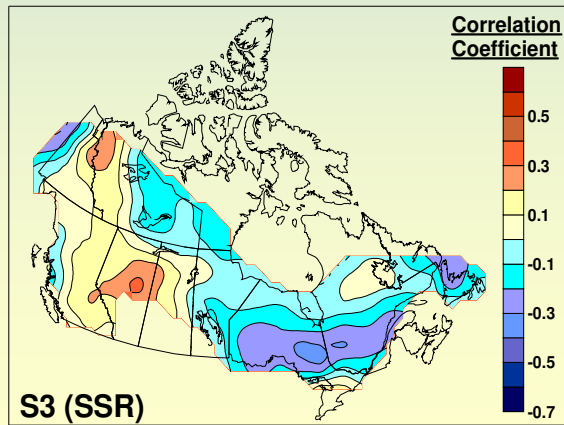 Correlation
Coefficient
0.5
0.3
0.1
-0.1
-0.3
-0.5
-0.7
S3 (SSR)